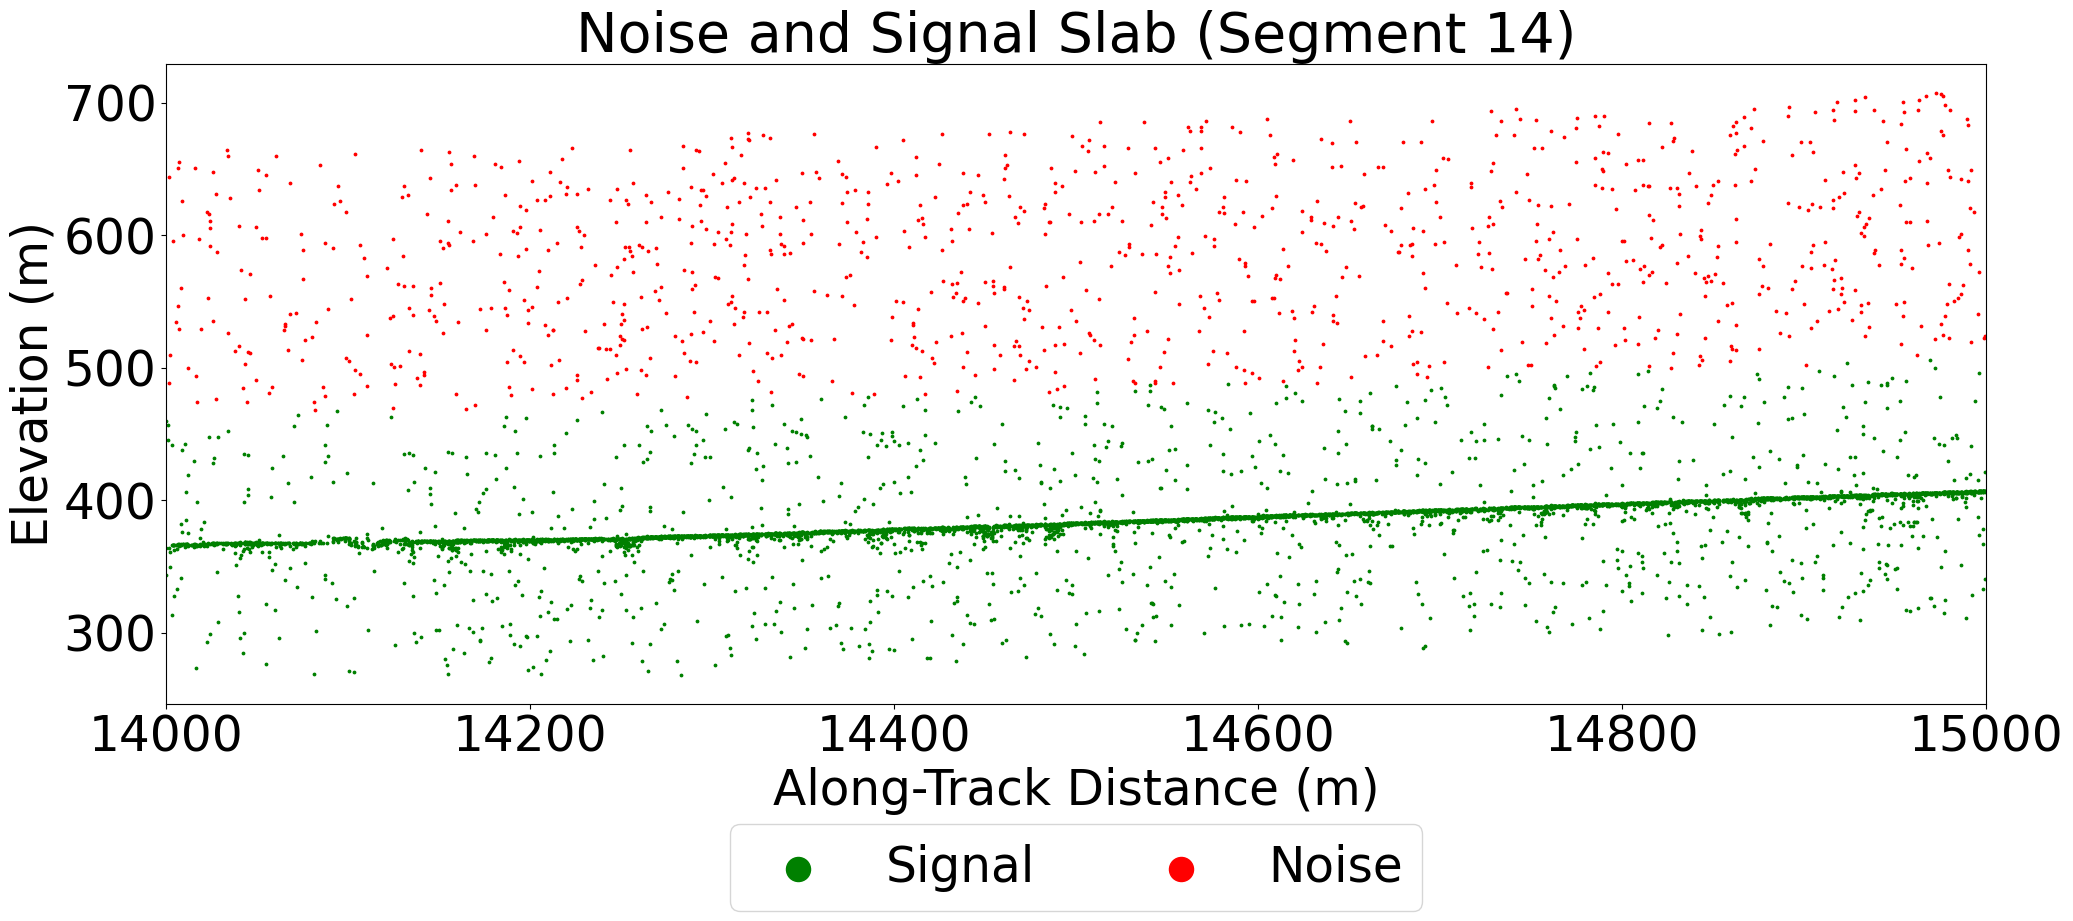 Noise and Signal Slab (Segment 14)
Elevation (m)
700
600
500
400
300
14000 14200 14400 14600 14800 15000
Along-Track Distance (m)
Signal Noise